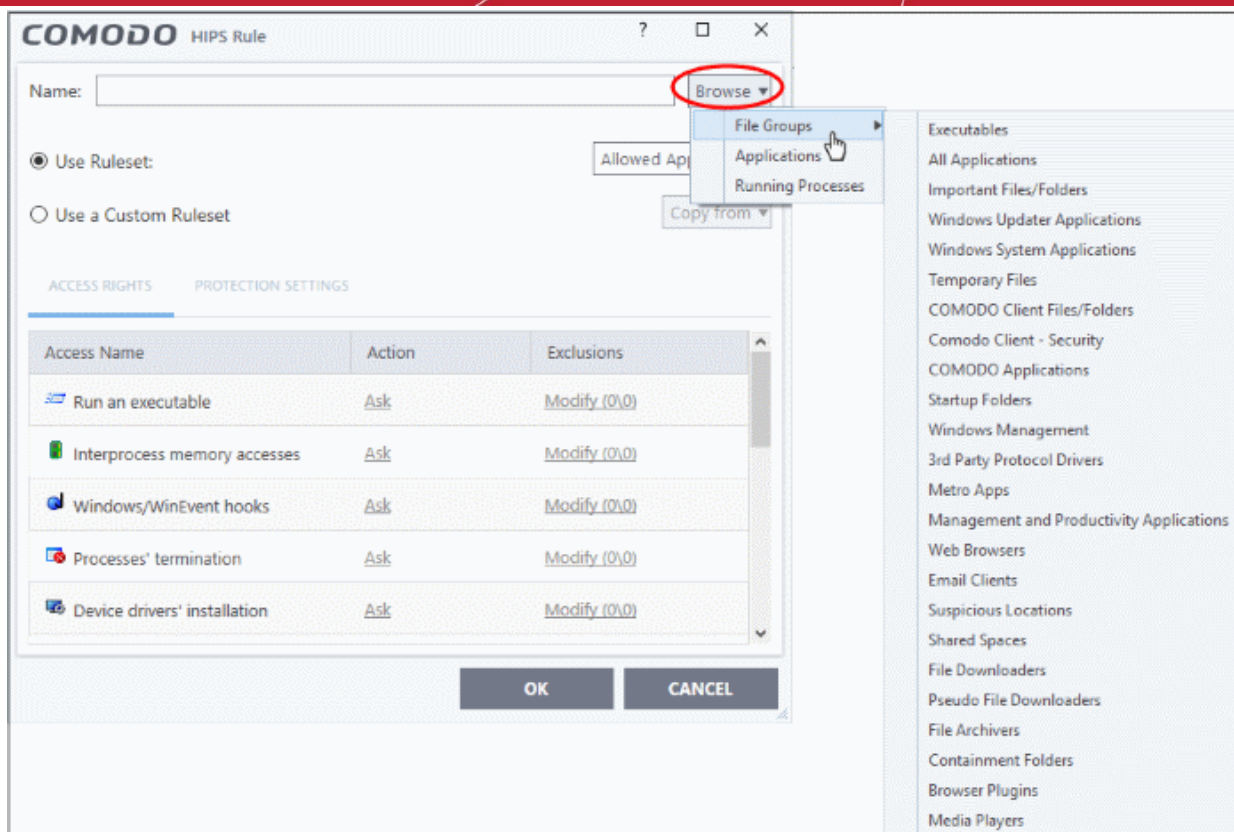 COMODO HIPS Rule
?
Name:
Browse
File Groups
Applications
Running Processes
Use Ruleset:
Allowed App
Use a Custom Ruleset
Copy from
ACCESS RIGHTS PROTECTION SETTINGS
Access Name Action Exclusions
Run an executable Ask Modify (0\0)
Interprocess memory accesses Ask Modify (0\0)
Windows/WinEvent hooks Ask Modify (0\0)
Processes' termination Ask Modify (0\0)
Device drivers' installation Ask Modify (0\0)
OK CANCEL
Executables
All Applications
Important Files/Folders
Windows Updater Applications
Windows System Applications
Temporary Files
COMODO Client Files/Folders
Comodo Client - Security
COMODO Applications
Startup Folders
Windows Management
3rd Party Protocol Drivers
Metro Apps
Management and Productivity Applications
Web Browsers
Email Clients
Suspicious Locations
Shared Spaces
File Downloaders
Pseudo File Downloaders
File Archivers
Containment Folders
Browser Plugins
Media Players